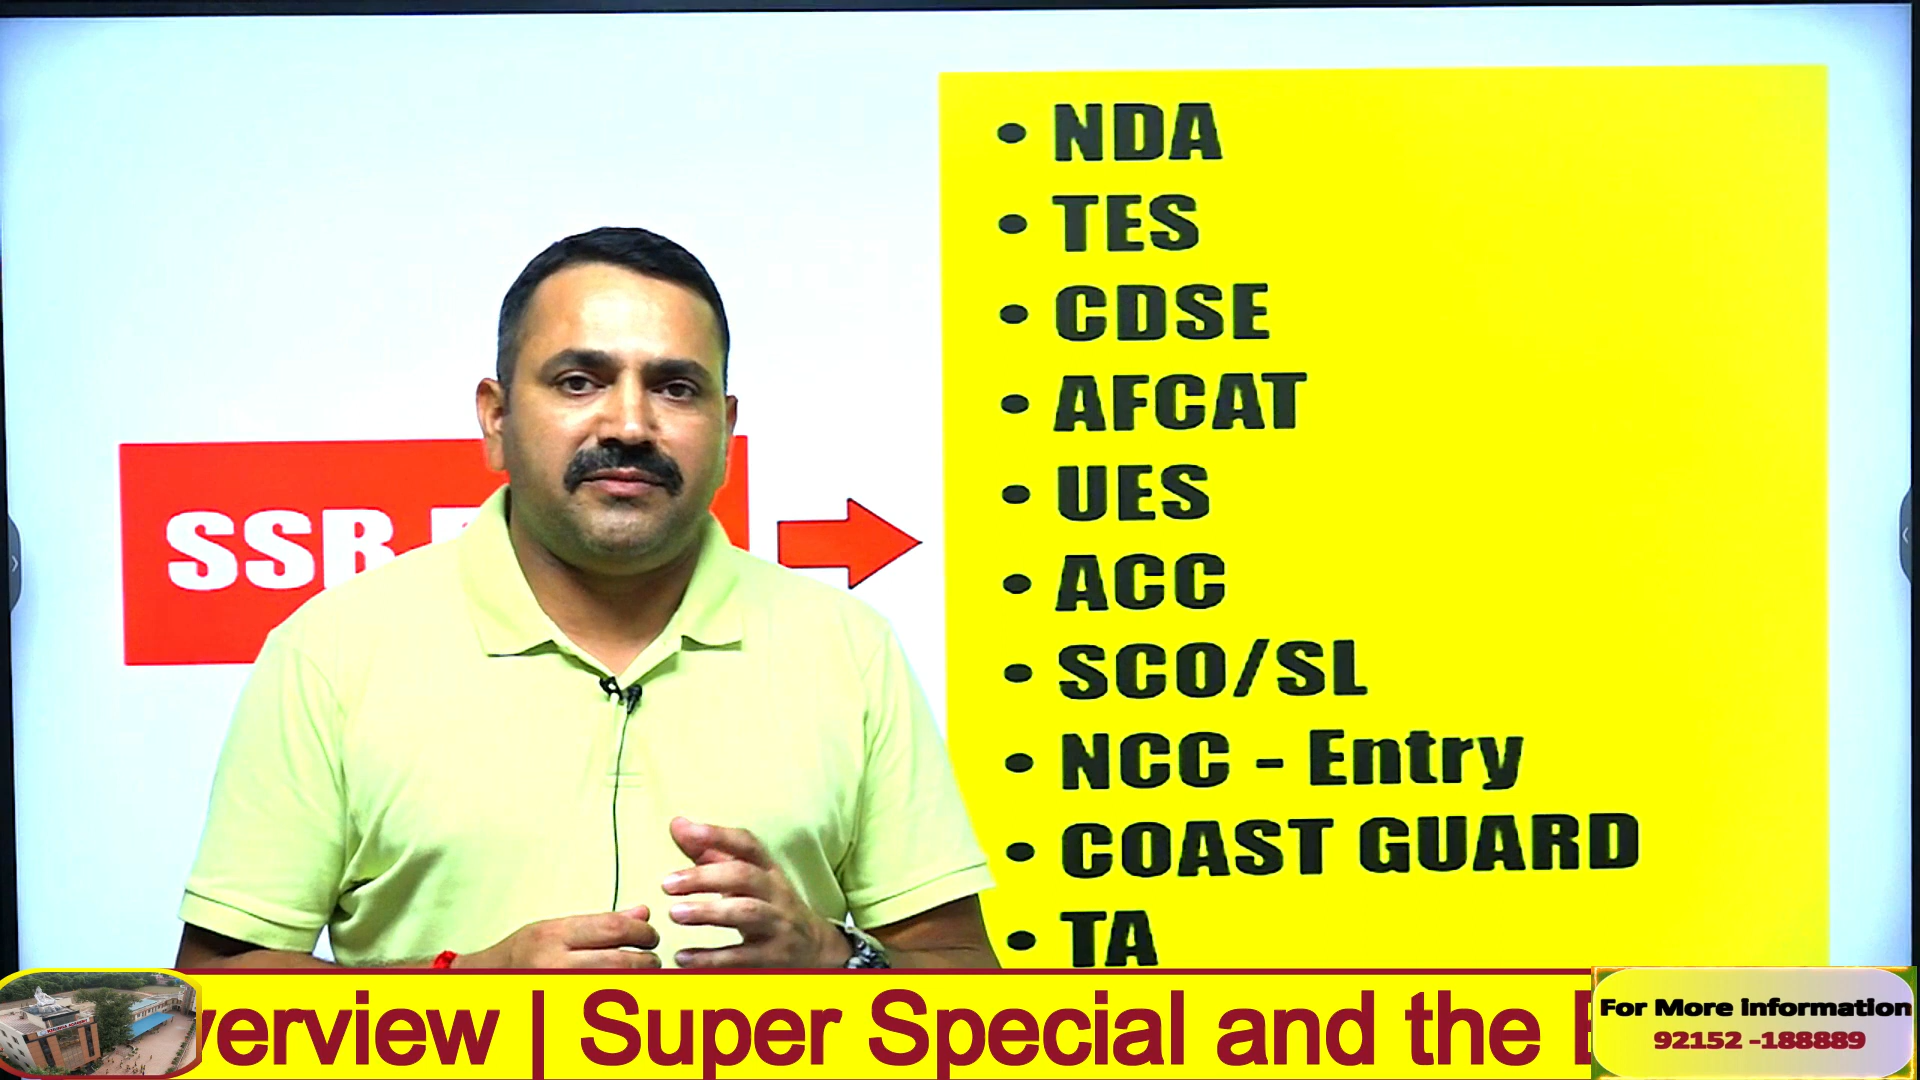 • NDA
• TES
• CDSE
• AFCAT
• UES
• ACC
• SCO/SL
• NCC - Entry
• COAST GUARD
• TA
SSB
verview | Super Special and the
For More information
92152 -188889